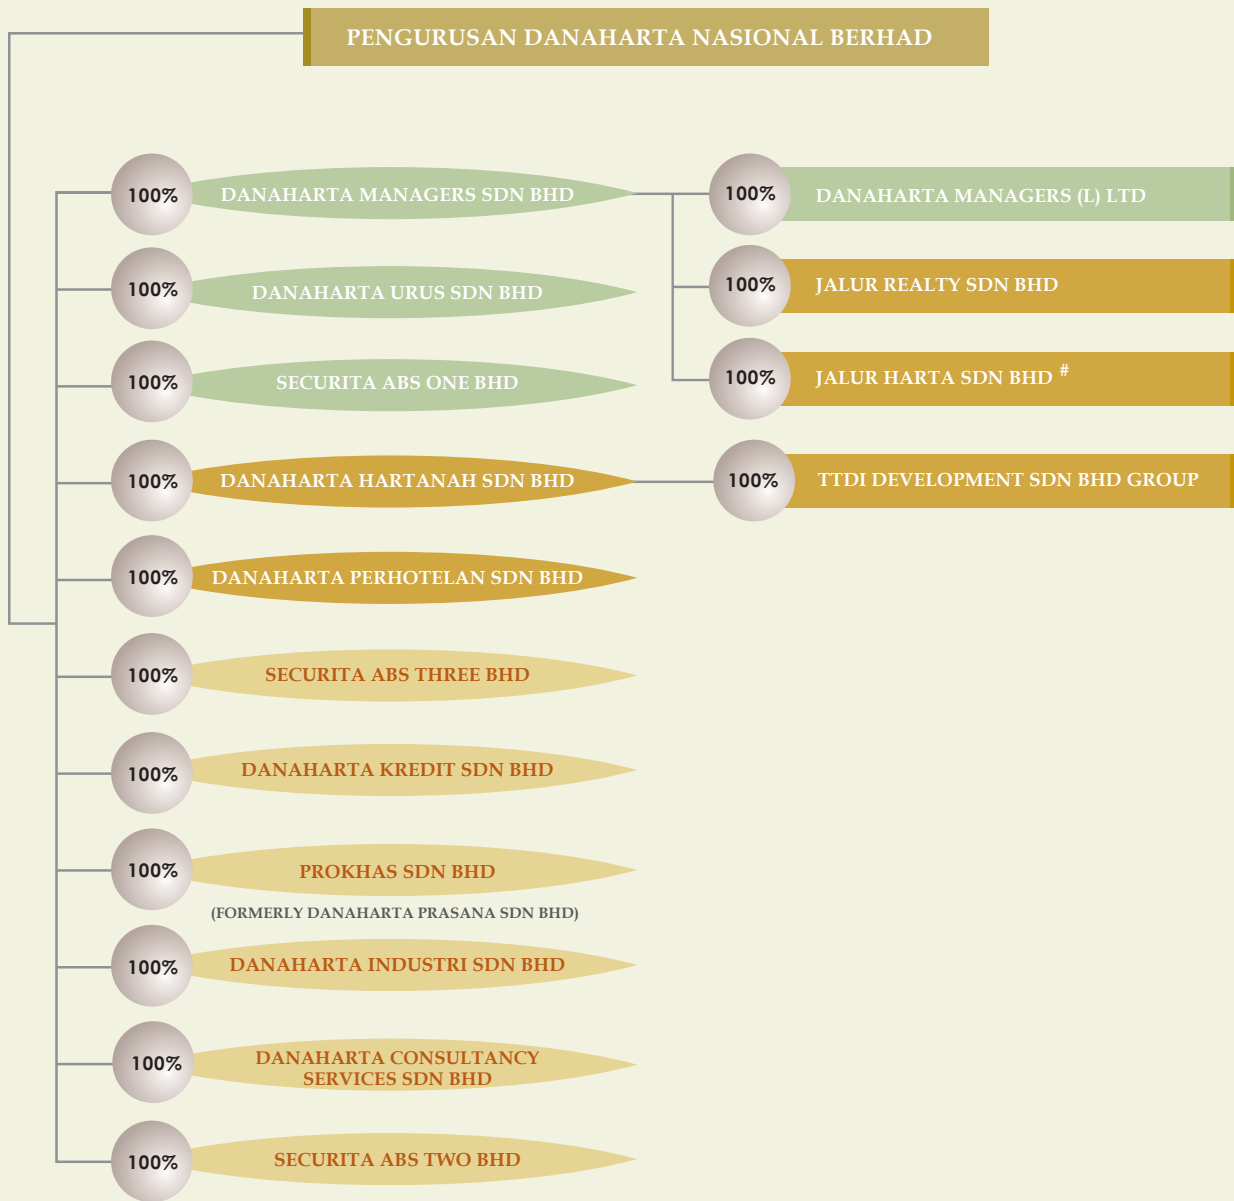 PENGURUSAN DANAHARTA NASIONAL BERHAD
100% DANAHARTA MANAGERS SDN BHD
100% DANAHARTA MANAGERS (L) LTD
100% JALUR REALTY SDN BHD
100% JALUR HARTA SDN BHD #
100% DANAHARTA URUS SDN BHD
100% SECURITA ABS ONE BHD
100% DANAHARTA HARTANAH SDN BHD
100% TTDI DEVELOPMENT SDN BHD GROUP
100% DANAHARTA PERHOTELAN SDN BHD
100% SECURITA ABS THREE BHD
100% DANAHARTA KREDIT SDN BHD
100% PROKHAS SDN BHD
(FORMERLY DANAHARTA PRASANA SDN BHD)
100% DANAHARTA INDUSTRI SDN BHD
100% DANAHARTA CONSULTANCY
SERVICES SDN BHD
100% SECURITA ABS TWO BHD